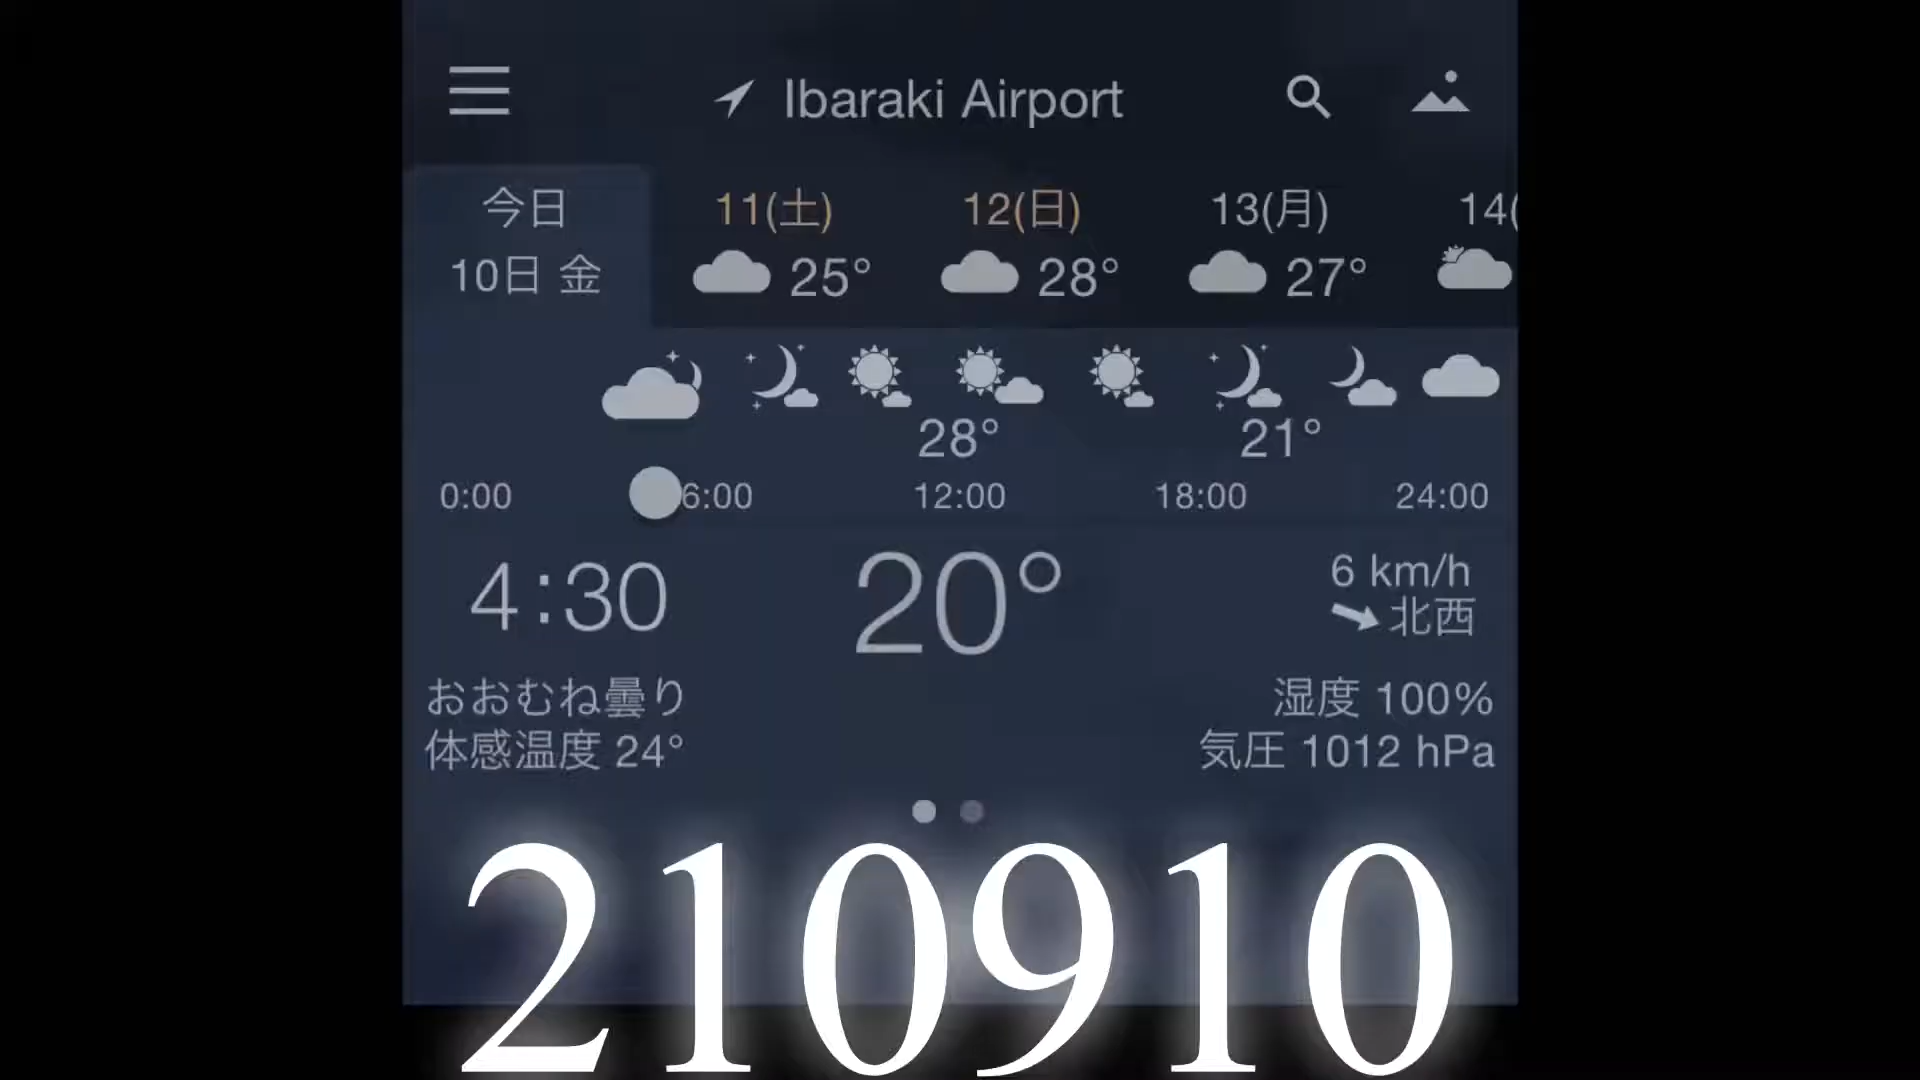 Ibaraki Airport
今日 11(土) 12(日) 13(月) 14(
10日 金 25° 28° 27°
28° 21°
0:00 6:00 12:00 18:00 24:00
4:30 20° 6 km/h
北西
おおむね曇り 湿度 100%
体感温度 24° 気圧 1012 hPa
210910